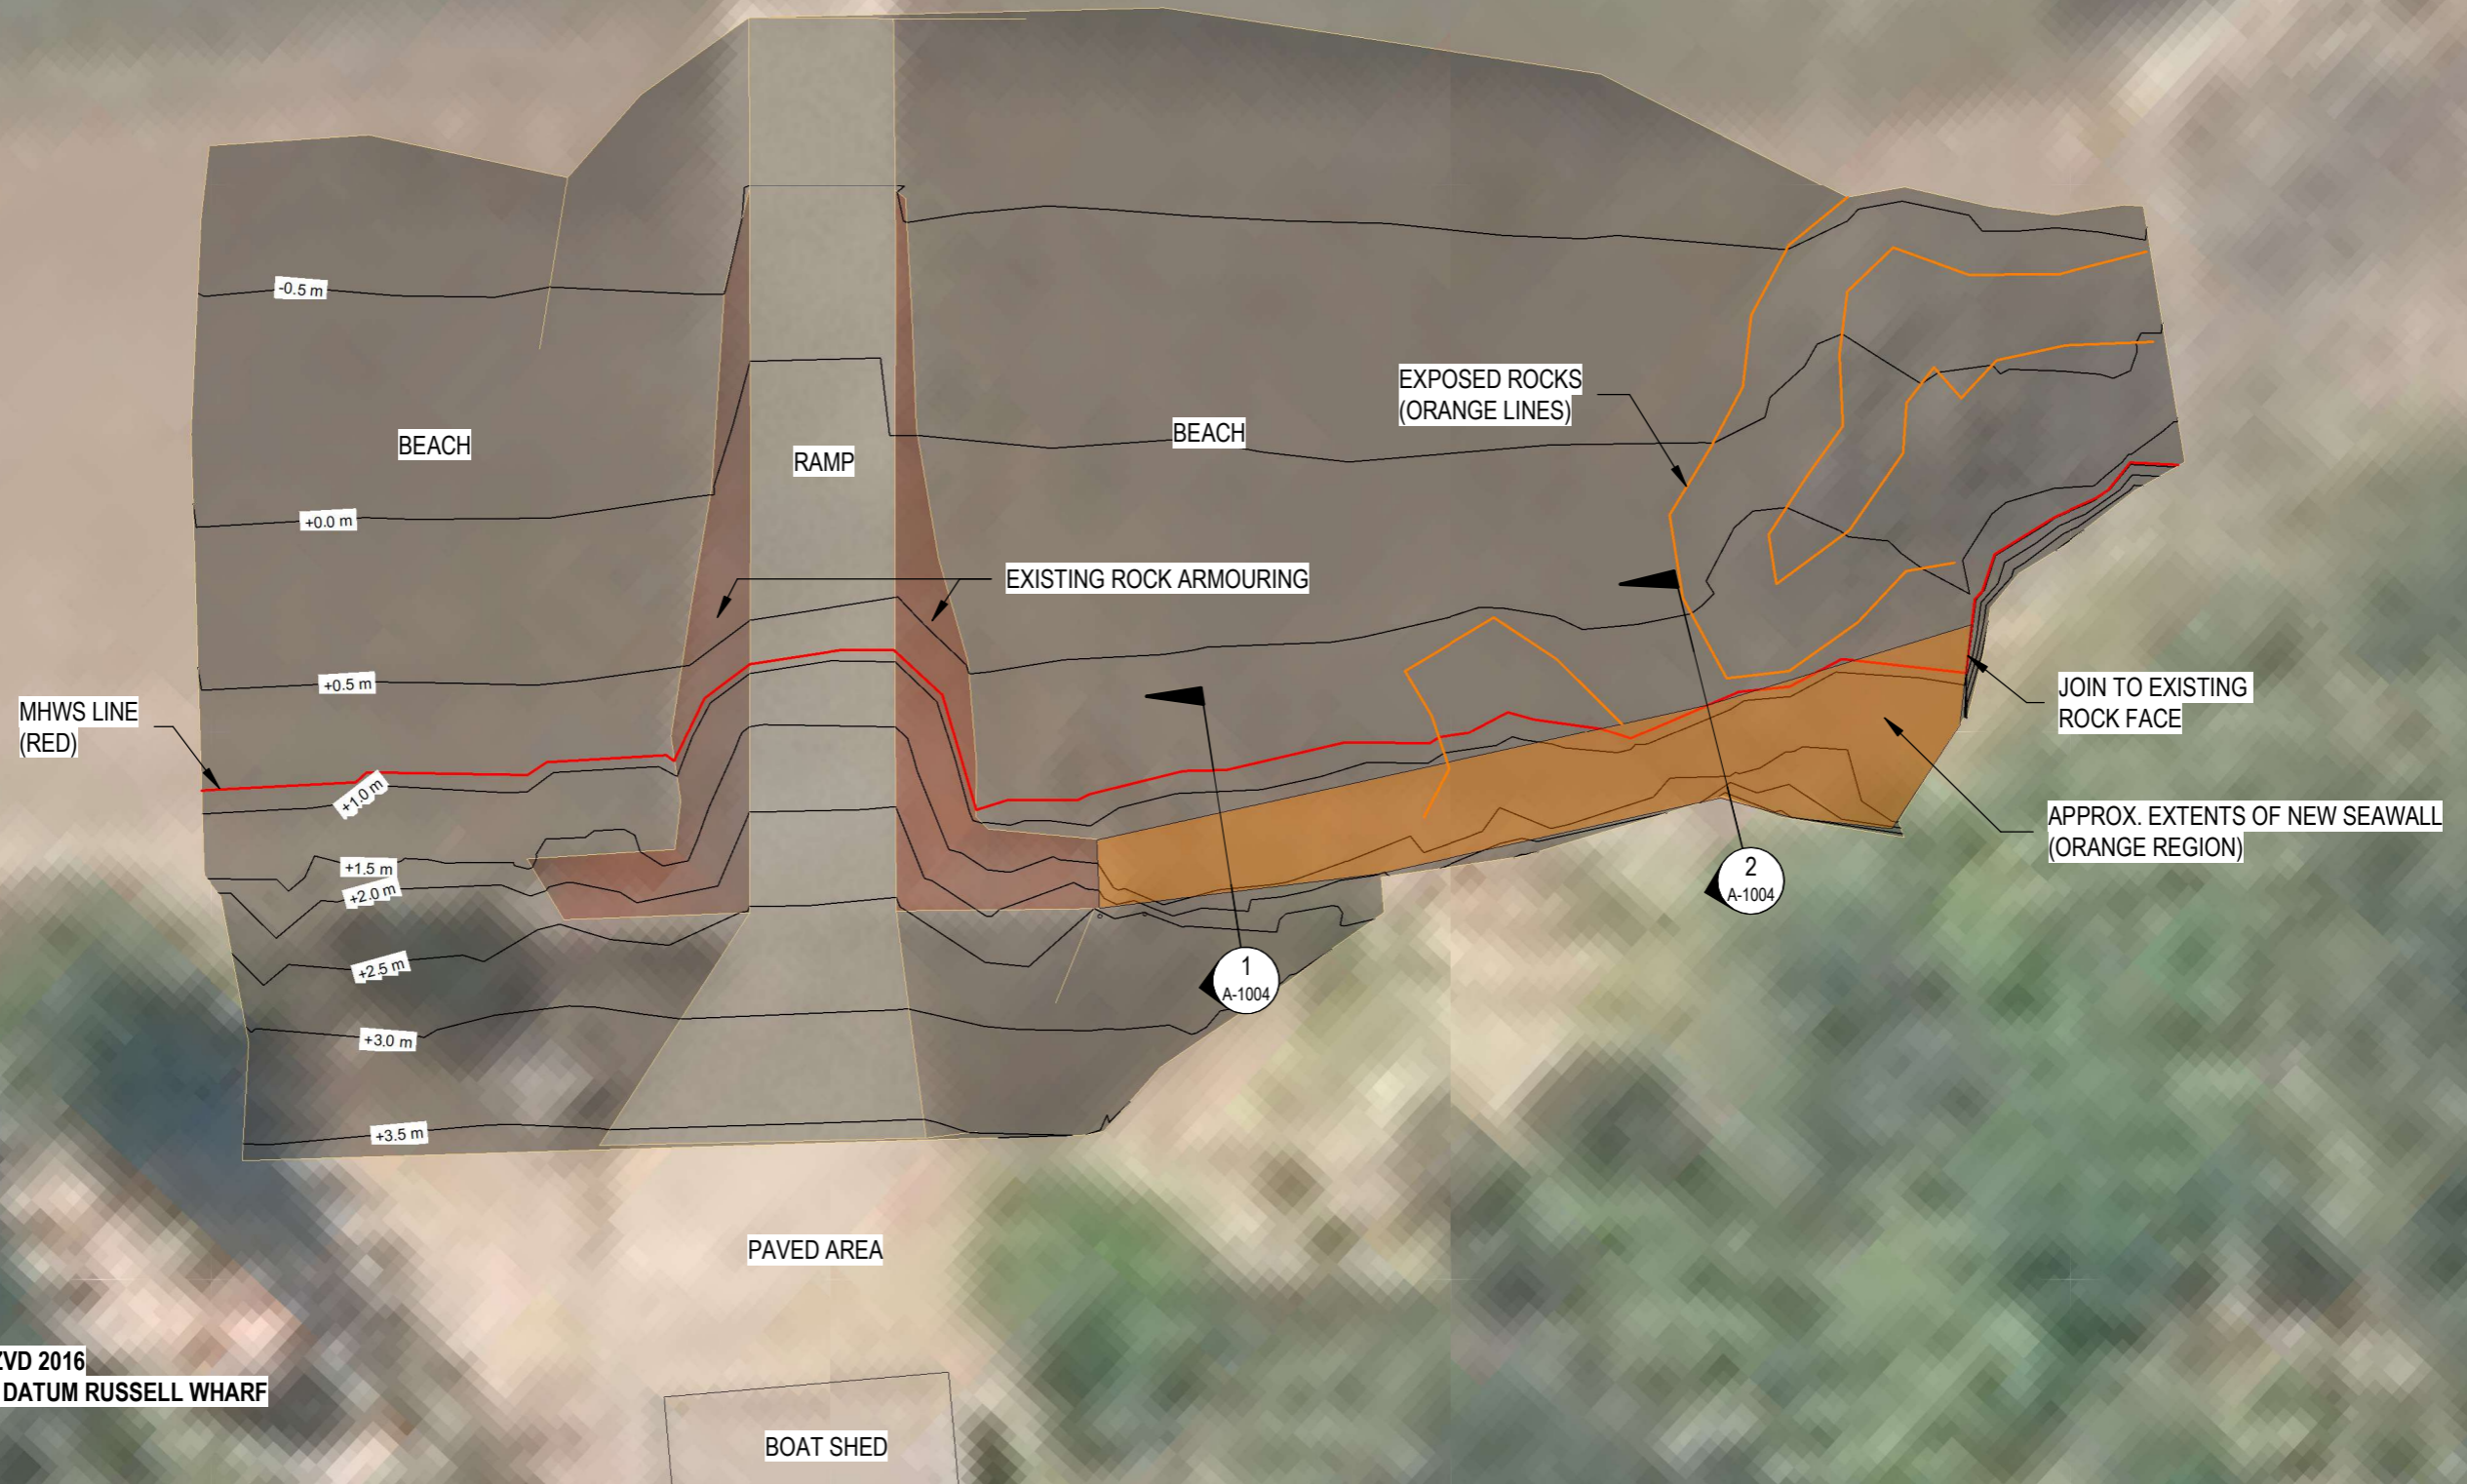 -0.5 m
EXPOSED ROCKS
(ORANGE LINES)
BEACH
BEACH
RAMP
+0.0 m
EXISTING ROCK ARMOURING
+0.5 m
MHWS LINE
(RED)
JOIN TO EXISTING
ROCK FACE
+1.0 m
APPROX. EXTENTS OF NEW SEAWALL
(ORANGE REGION)
+1.5 m
+2.0 m
2
A-1004
+2.5 m
1
A-1004
+3.0 m
+3.5 m
PAVED AREA
ZVD 2016
DATUM RUSSELL WHARF
BOAT SHED